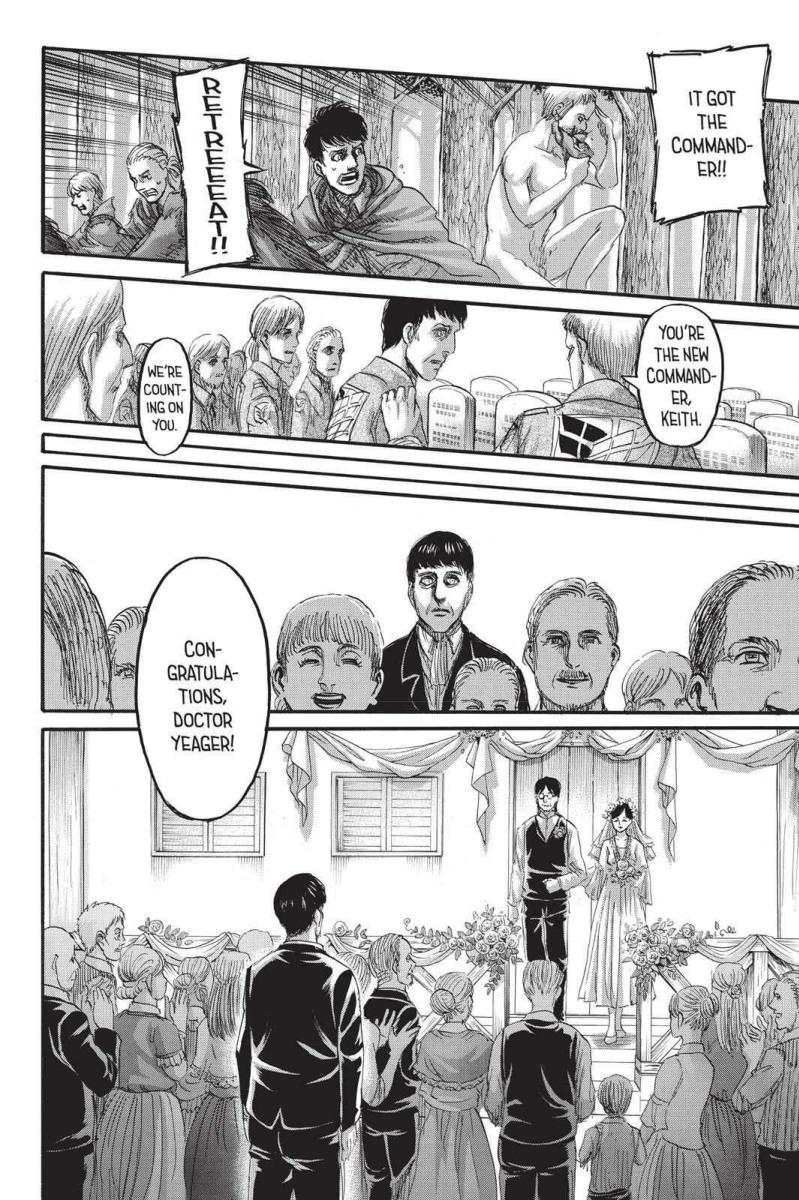 IT GOT
THE
COMMAND-
ER!!
RETREEEEAT!!
YOU'RE
THE NEW
COMMAND-
ER,
KEITH.
WE'RE
COUNT-
ING ON
YOU.
CON-
GRATULA-
TIONS,
DOCTOR
YEAGER!